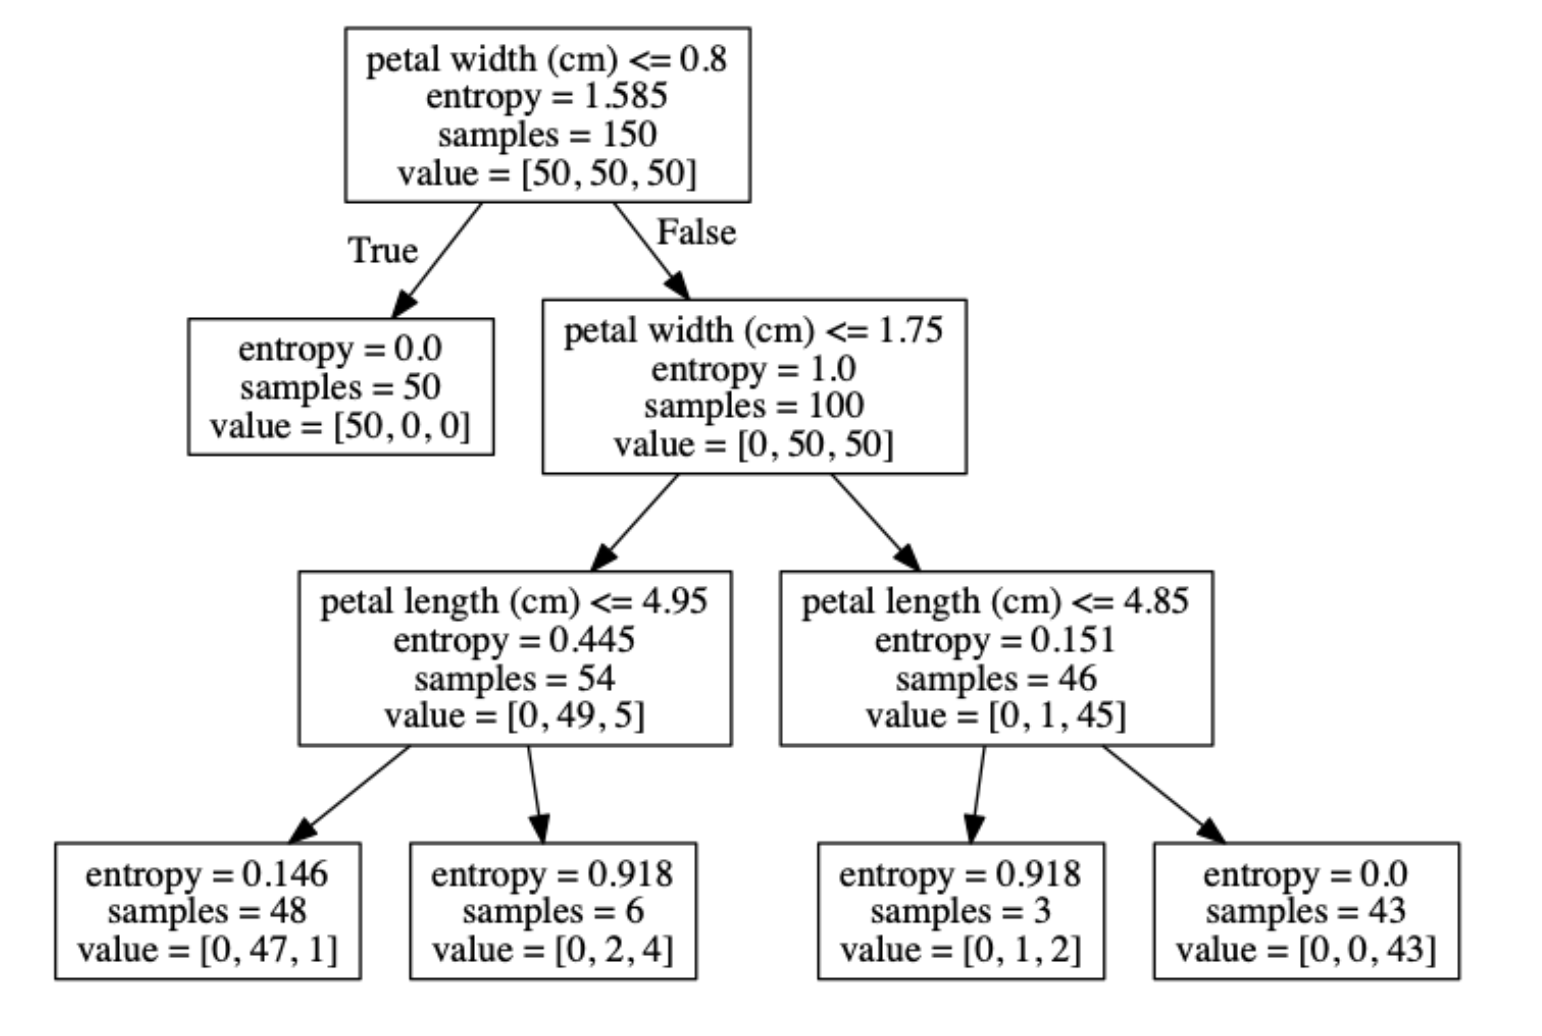 petal width (cm) <= 0.8
entropy = 1.585
samples = 150
value = [50, 50, 50]
True
False
entropy = 0.0
samples = 50
value = [50, 0, 0]
petal width (cm) <= 1.75
entropy = 1.0
samples = 100
value = [0, 50, 50]
petal length (cm) <= 4.95
entropy = 0.445
samples = 54
value = [0, 49, 5]
petal length (cm) <= 4.85
entropy = 0.151
samples = 46
value = [0, 1, 45]
entropy = 0.146
samples = 48
value = [0, 47, 1]
entropy = 0.918
samples = 6
value = [0, 2, 4]
entropy = 0.918
samples = 3
value = [0, 1, 2]
entropy = 0.0
samples = 43
value = [0, 0, 43]